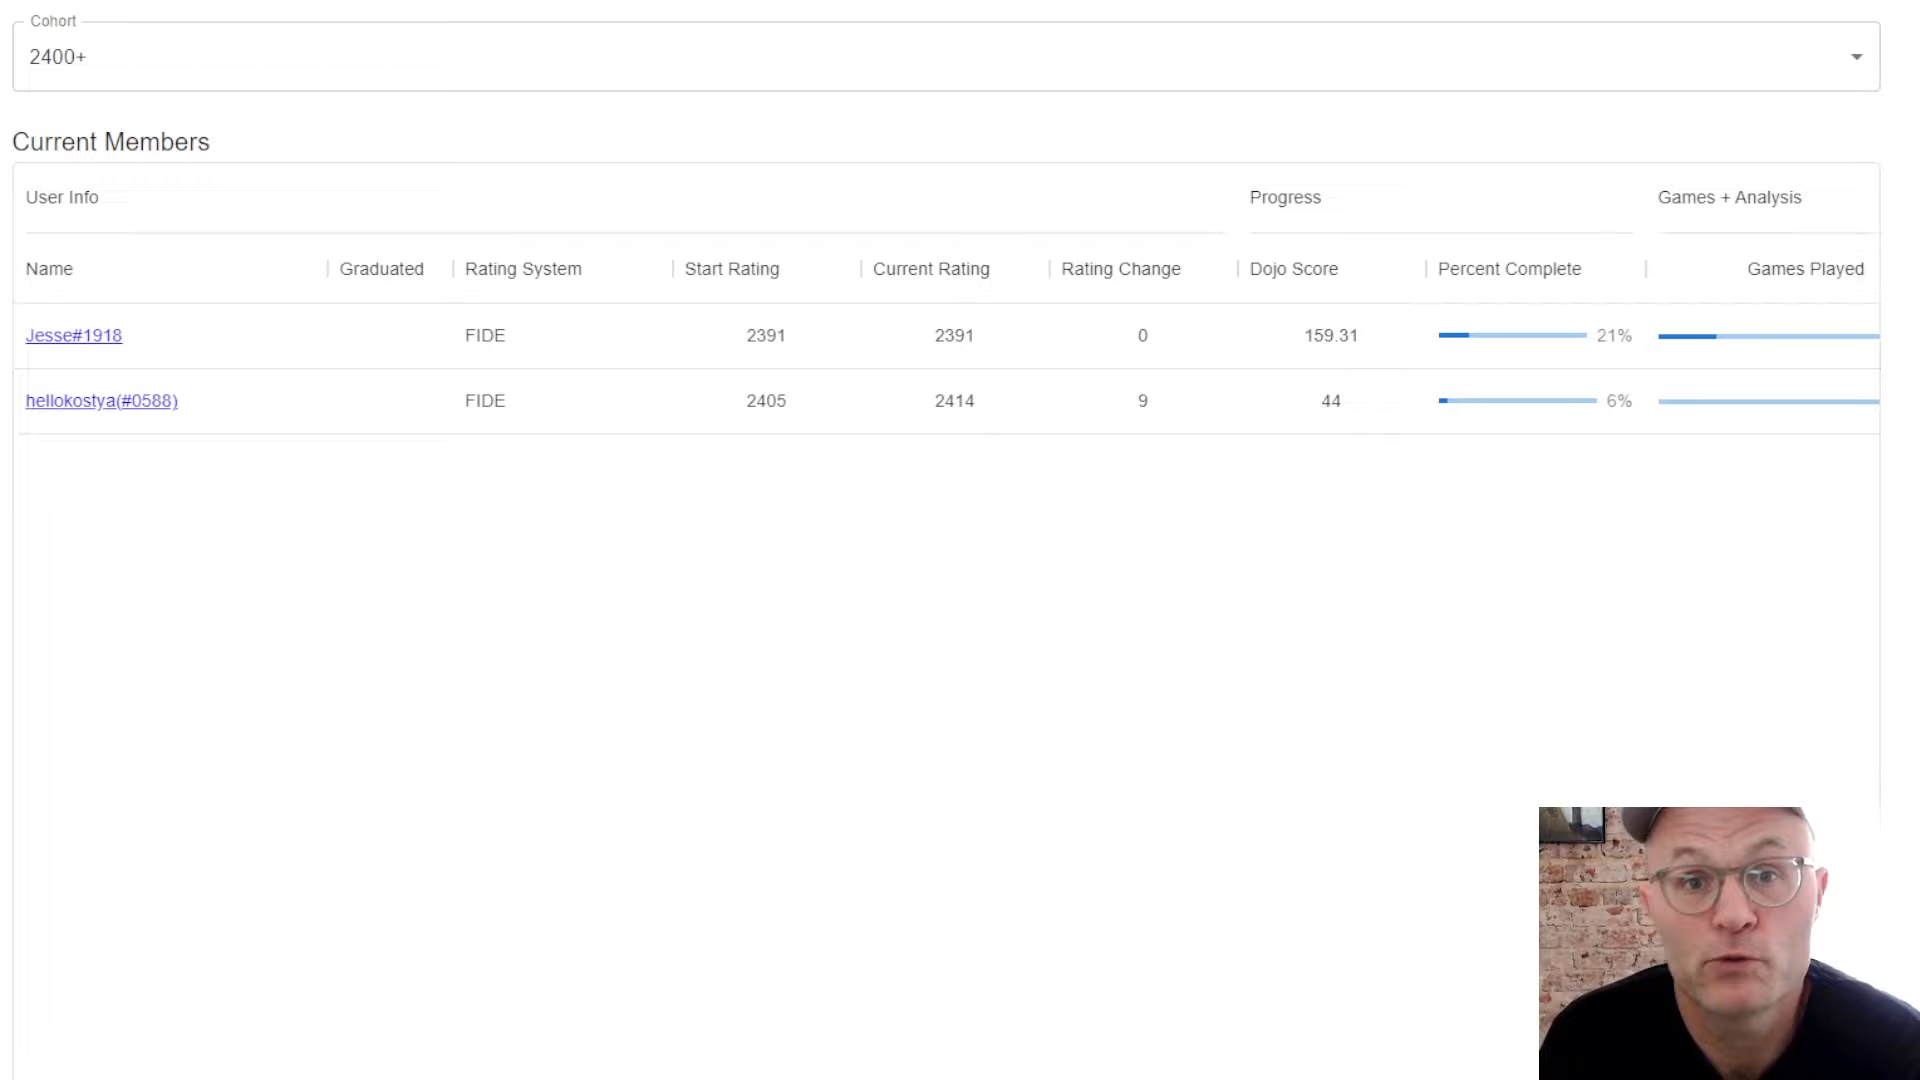 Cohort
2400+
Current Members
User Info Progress Games + Analysis
Name Graduated Rating System Start Rating Current Rating Rating Change Dojo Score Percent Complete Games Played
Jesse#1918 FIDE 2391 2391 0 159.31 21%
hellokostya(#0588) FIDE 2405 2414 9 44 6%